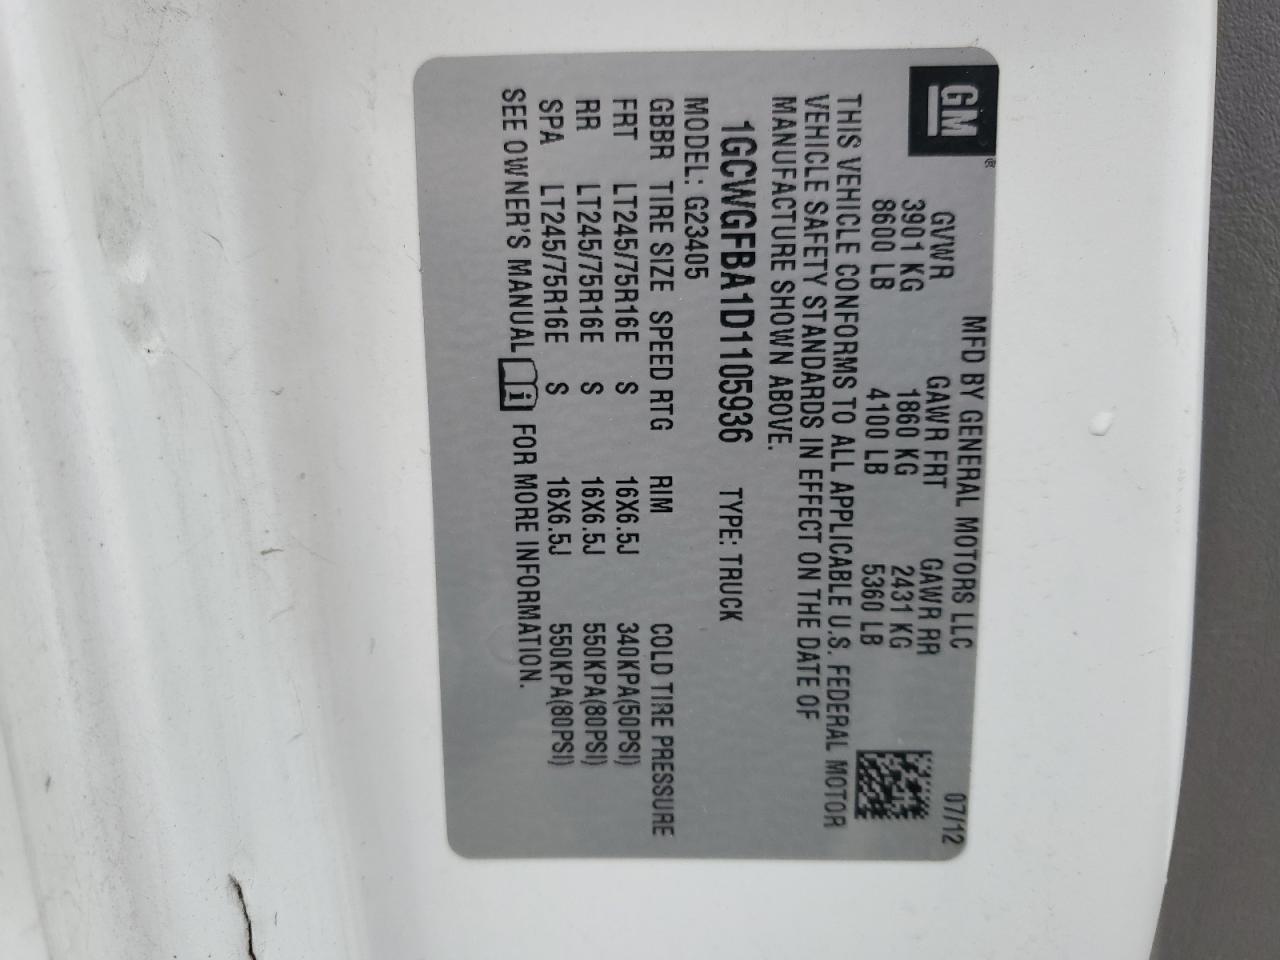 GM ®
MFD BY GENERAL MOTORS LLC 07/12
GVWR GAWR FRT GAWR RR
3901 KG 1860 KG 2431 KG
8600 LB 4100 LB 5360 LB
THIS VEHICLE CONFORMS TO ALL APPLICABLE U.S. FEDERAL MOTOR
VEHICLE SAFETY STANDARDS IN EFFECT ON THE DATE OF
MANUFACTURE SHOWN ABOVE.
1GCWGFBA1D1105936 TYPE: TRUCK
MODEL: G23405
GBBR TIRE SIZE SPEED RTG RIM COLD TIRE PRESSURE
FRT LT245/75R16E S 16X6.5J 340KPA(50PSI)
RR LT245/75R16E S 16X6.5J 550KPA(80PSI)
SPA LT245/75R16E S 16X6.5J 550KPA(80PSI)
SEE OWNER'S MANUAL i FOR MORE INFORMATION.